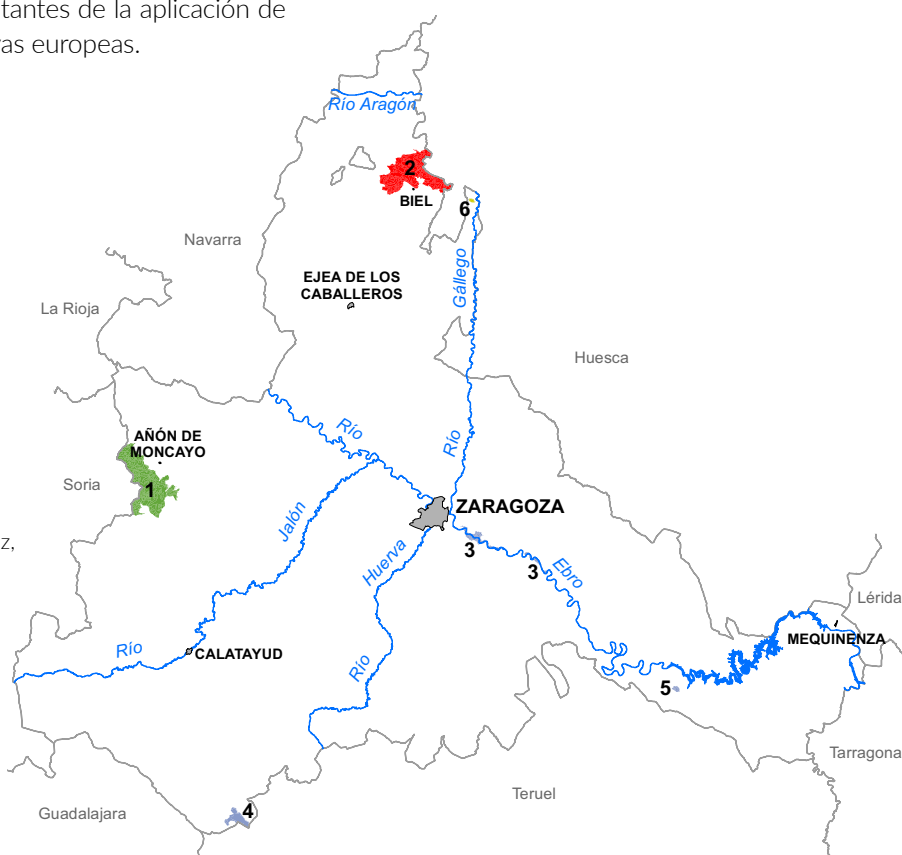 tantes de la aplicación de
as europeas.
Río Aragón
2
BIEL
6
Navarra
Gállego
EJEA DE LOS
CABALLEROS
La Rioja
Huesca
Río
Río
AÑÓN DE
MONCAYO
Soria
1
Jalón
ZARAGOZA
z,
Huerva
3
3
Ebro
Lérida
MEQUINENZA
Río
CALATAYUD
Río
5
Tarragona
Teruel
Guadalajara
4